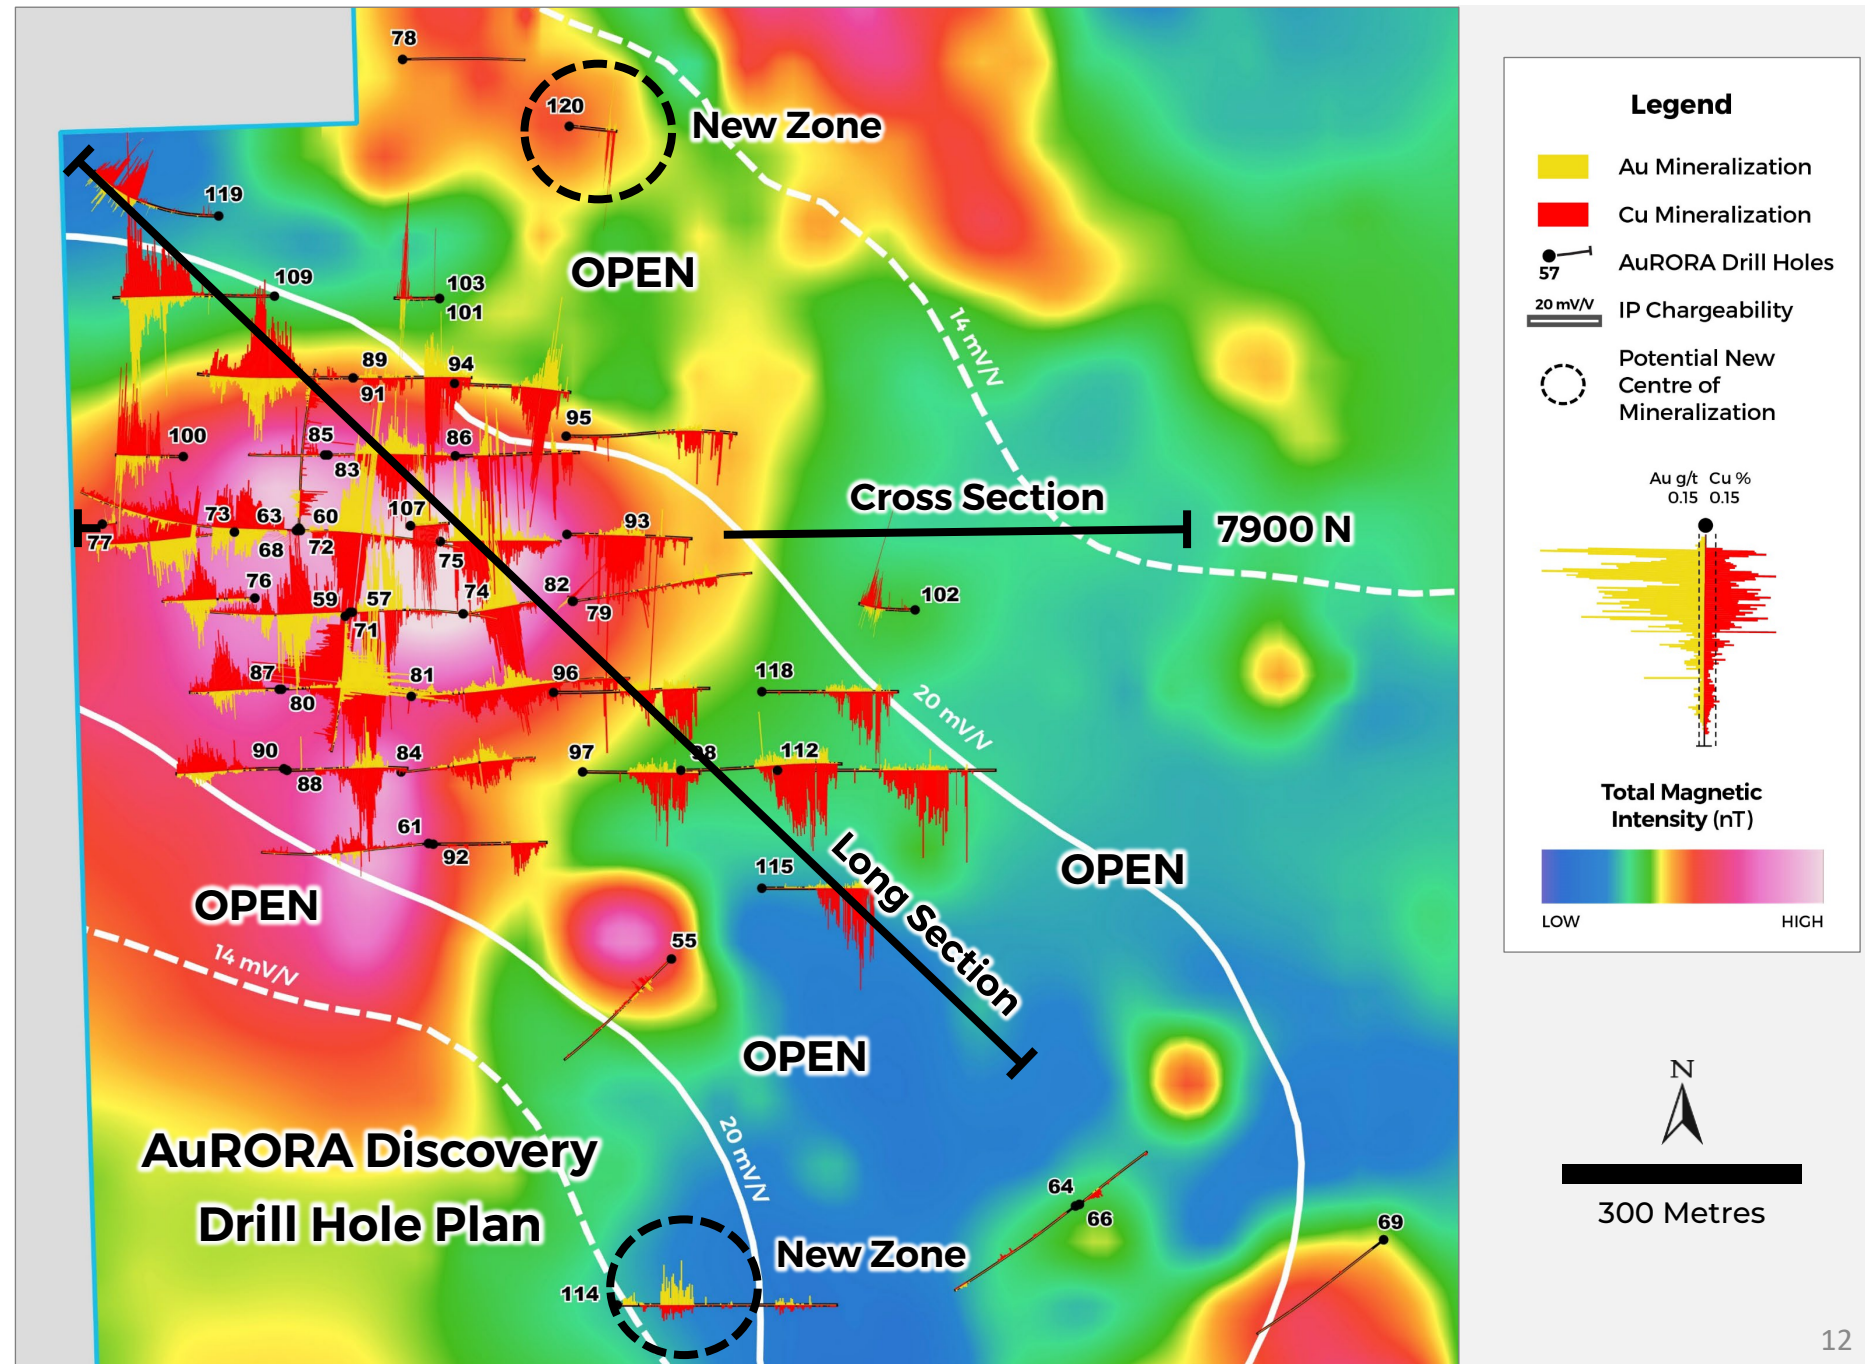 78
120
New Zone
119
OPEN
109
103
101
14 mV/V
89
94
91
95
100
85
86
83
Cross Section
7900 N
73
63
60
107
93
77
68
72
75
76
59
57
74
82
79
102
71
87
81
96
118
80
20 mV/V
90
84
97
98
112
88
61
92
115
Long Section
OPEN
OPEN
14 mV/V
55
OPEN
AuRORA Discovery
Drill Hole Plan
20 mV/V
64
66
69
New Zone
114
Legend
Au Mineralization
Cu Mineralization
57
AuRORA Drill Holes
20 mV/V
IP Chargeability
Potential New
Centre of
Mineralization
Au g/t Cu %
0.15 0.15
Total Magnetic
Intensity (nT)
LOW HIGH
N
300 Metres
12